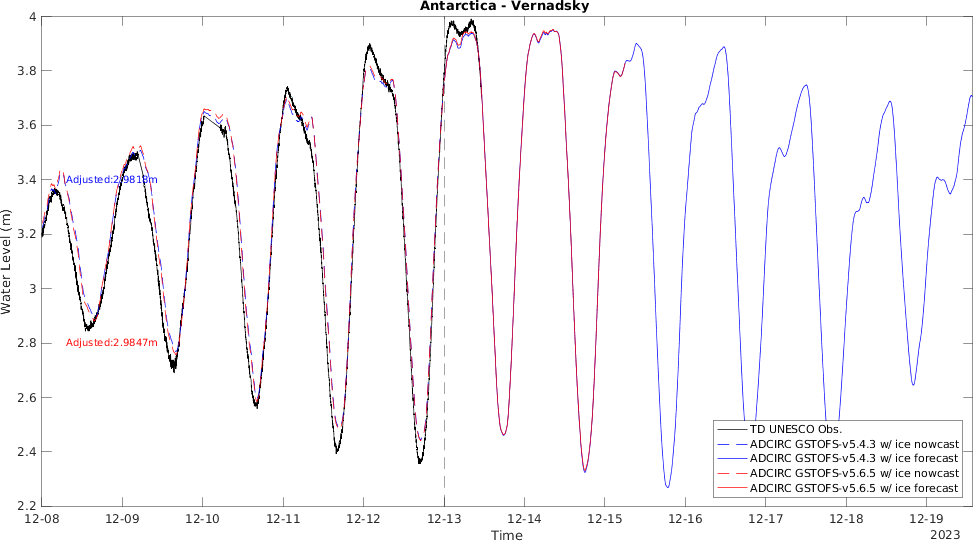 Antarctica - Vernadsky
Water Level (m)
4
3.8
3.6
3.4
3.2
3
2.8
2.6
2.4
2.2
Adjusted:2.9813m
Adjusted:2.9847m
TD UNESCO Obs.
ADCIRC GSTOFS-v5.4.3 w/ ice nowcast
ADCIRC GSTOFS-v5.4.3 w/ ice forecast
ADCIRC GSTOFS-v5.6.5 w/ ice nowcast
ADCIRC GSTOFS-v5.6.5 w/ ice forecast
12-08 12-09 12-10 12-11 12-12 12-13 12-14 12-15 12-16 12-17 12-18 12-19
Time
2023